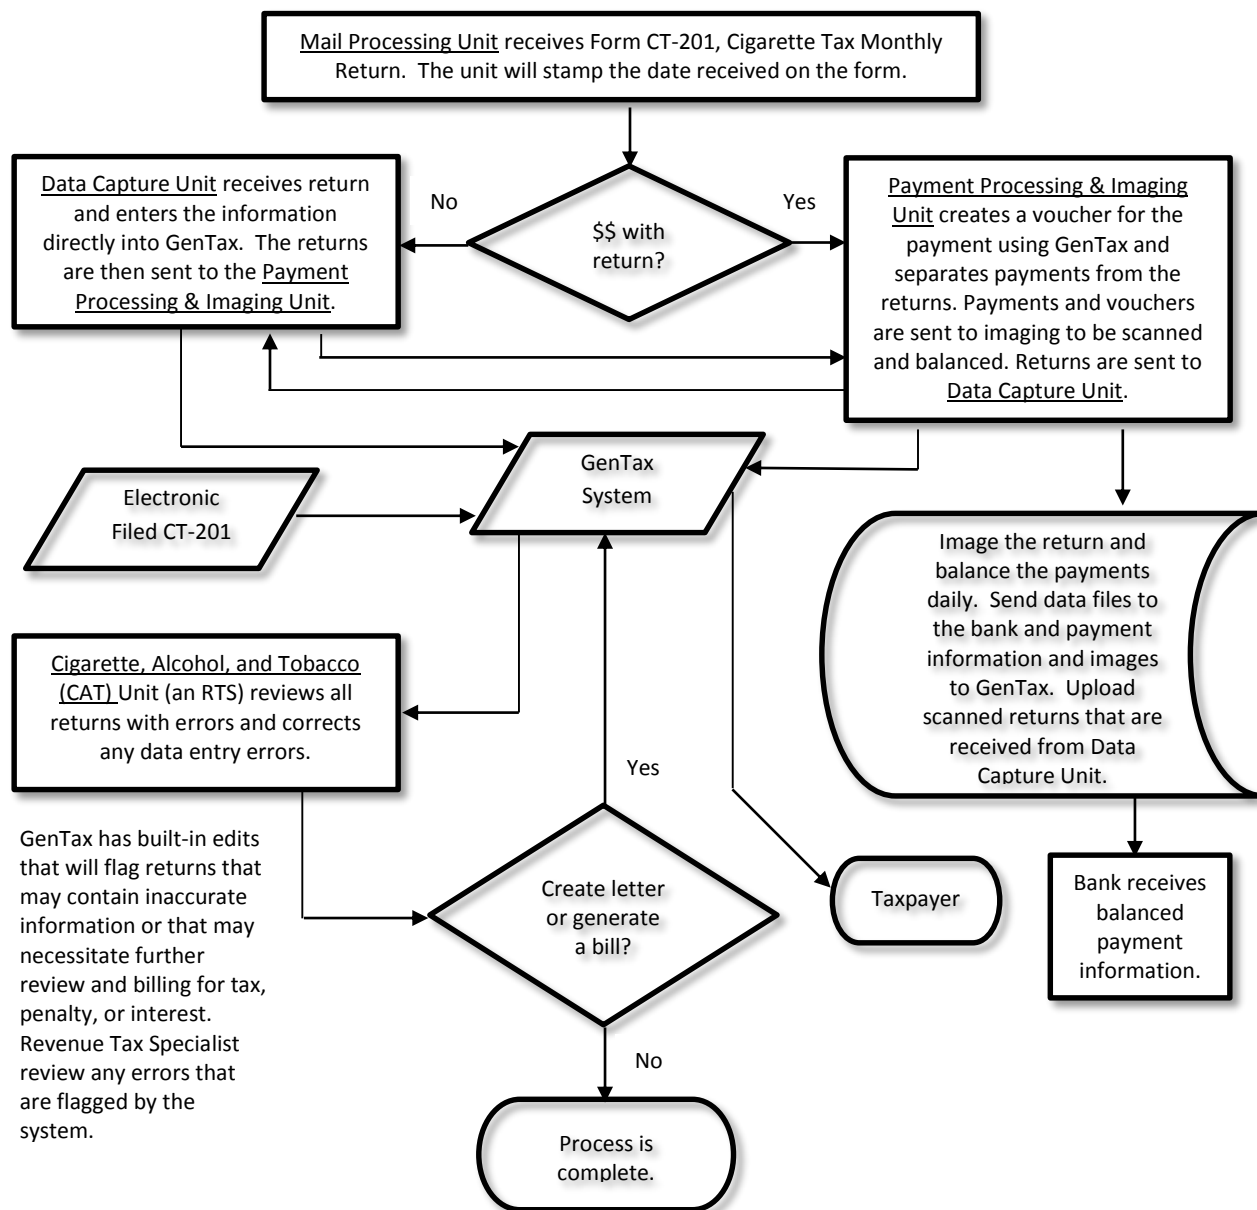 Mail Processing Unit receives Form CT-201, Cigarette Tax Monthly
Return.  The unit will stamp the date received on the form.
Data Capture Unit receives return
and enters the information
directly into GenTax.  The returns
are then sent to the Payment
Processing & Imaging Unit.
No
$$ with
return?
Yes
Payment Processing & Imaging
Unit creates a voucher for the
payment using GenTax and
separates payments from the
returns. Payments and vouchers
are sent to imaging to be scanned
and balanced. Returns are sent to
Data Capture Unit.
GenTax
System
Electronic
Filed CT-201
Image the return and
balance the payments
daily.  Send data files to
the bank and payment
information and images
to GenTax.  Upload
scanned returns that are
received from Data
Capture Unit.
Cigarette, Alcohol, and Tobacco
(CAT) Unit (an RTS) reviews all
returns with errors and corrects
any data entry errors.
Yes
GenTax has built-in edits
that will flag returns that
may contain inaccurate
information or that may
necessitate further
review and billing for tax,
penalty, or interest.
Revenue Tax Specialist
review any errors that
are flagged by the
system.
Create letter
or generate
a bill?
Taxpayer
Bank receives
balanced
payment
information.
No
Process is
complete.